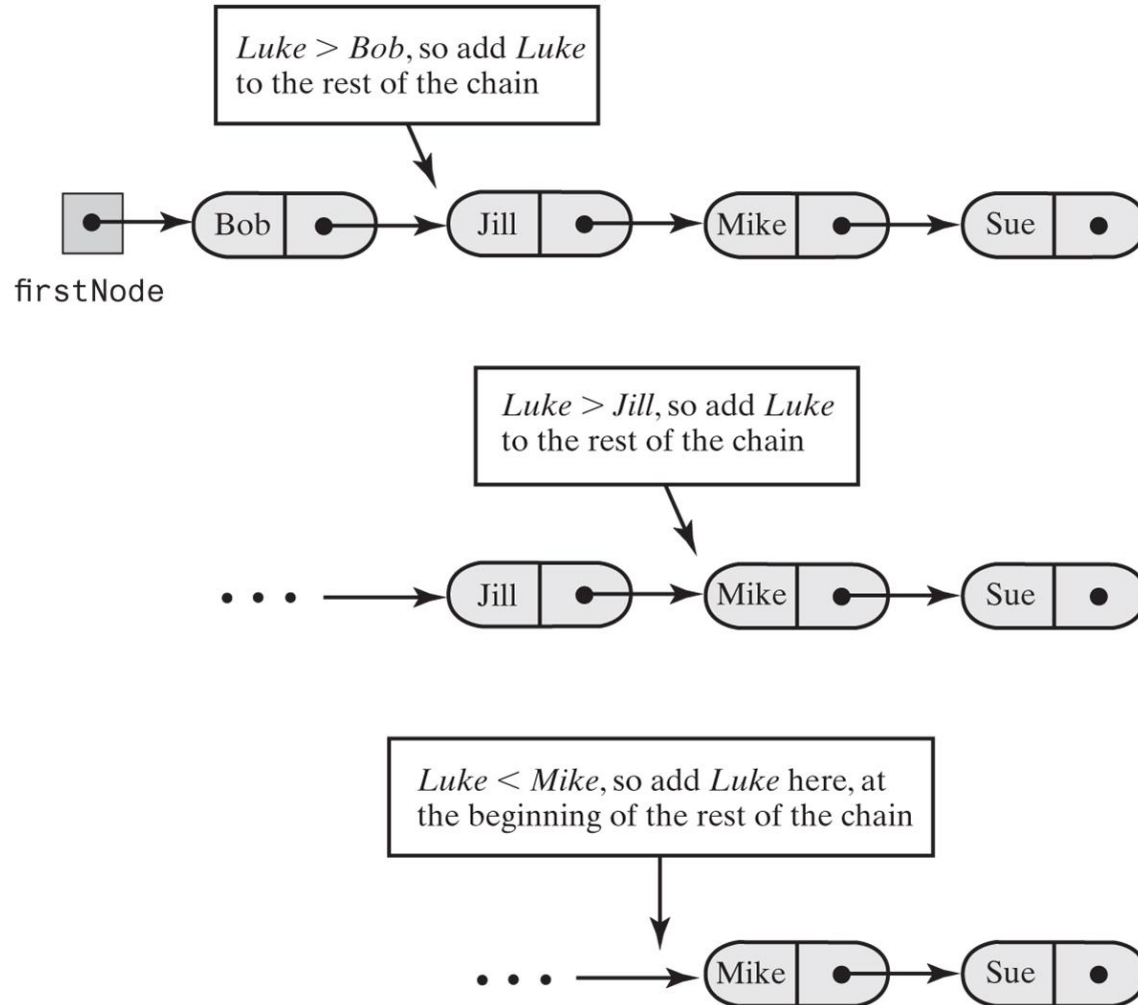 Luke > Bob, so add Luke
to the rest of the chain
Bob
Jill
Mike
Sue
firstNode
Luke > Jill, so add Luke
to the rest of the chain
Jill
Mike
Sue
Luke < Mike, so add Luke here, at
the beginning of the rest of the chain
Mike
Sue